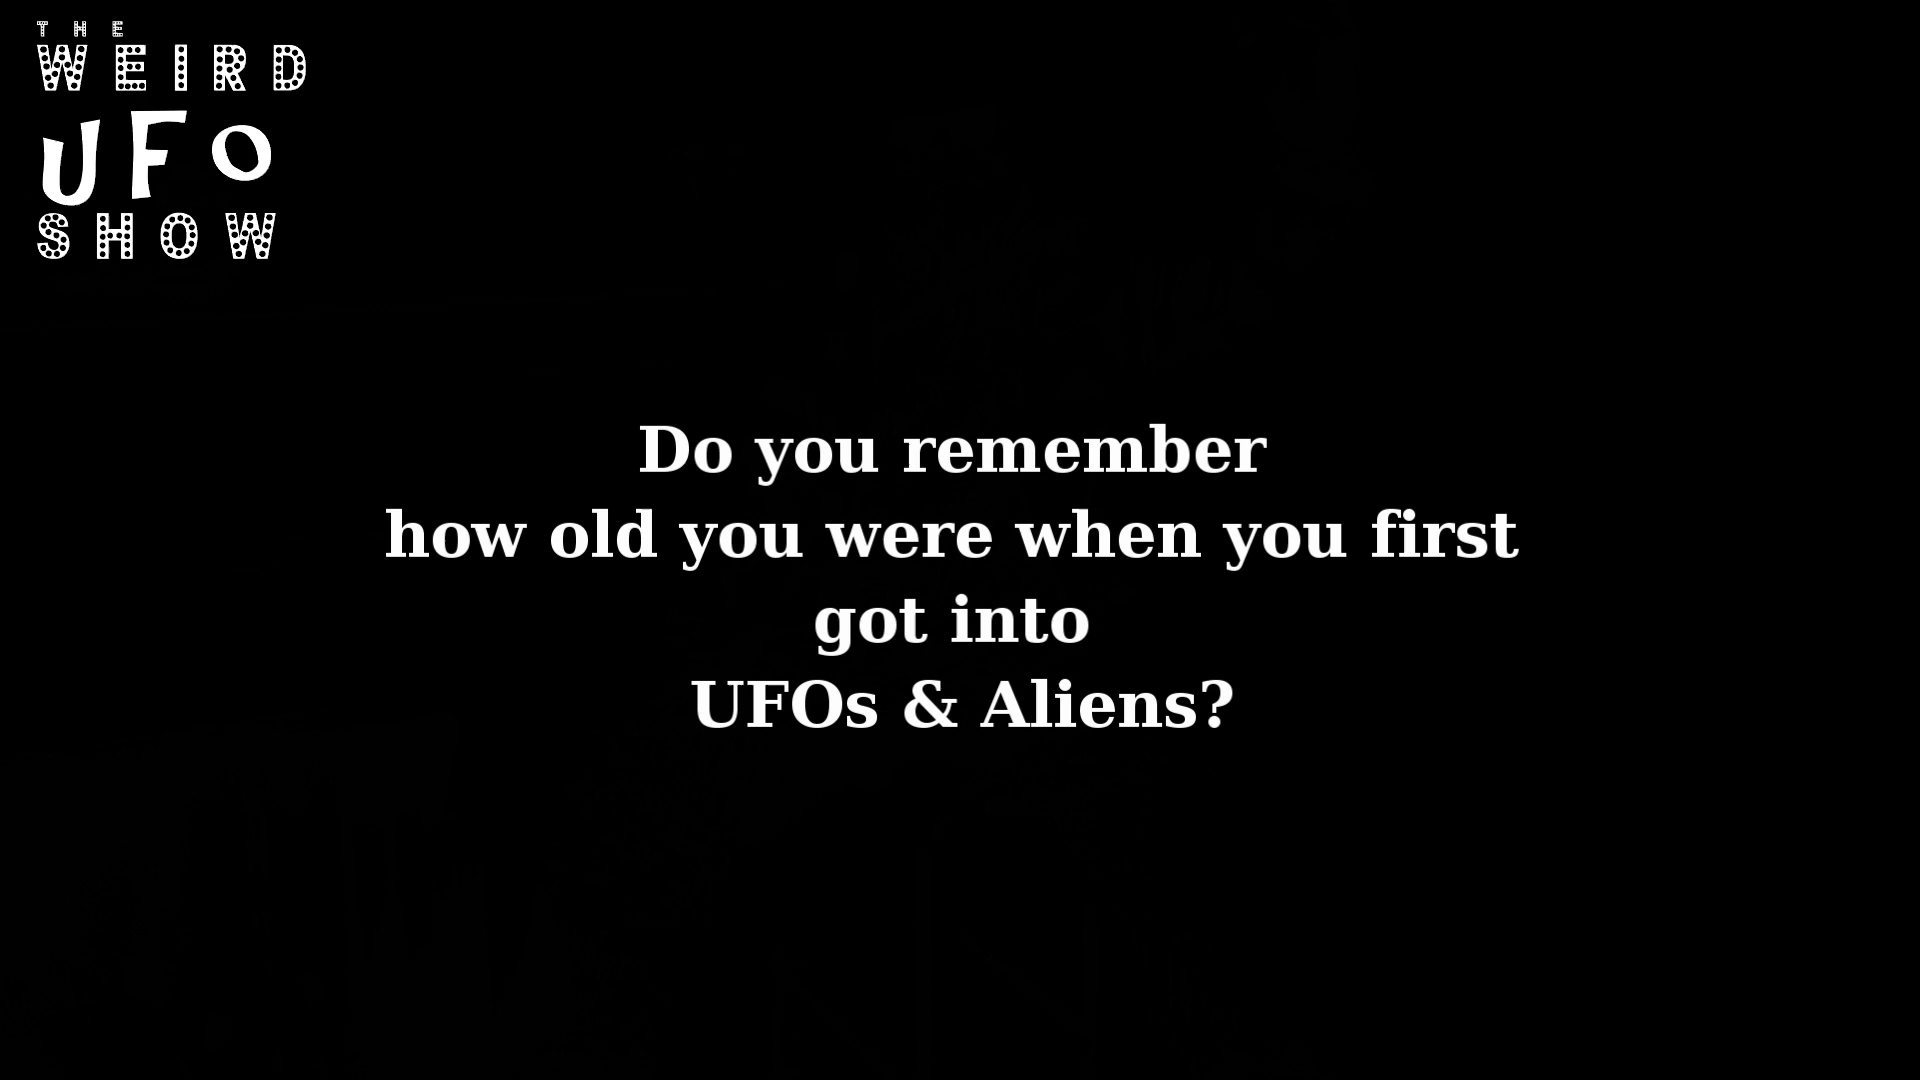 THE
WEIRD
UFO
SHOW
Do you remember
how old you were when you first
got into
UFOs & Aliens?